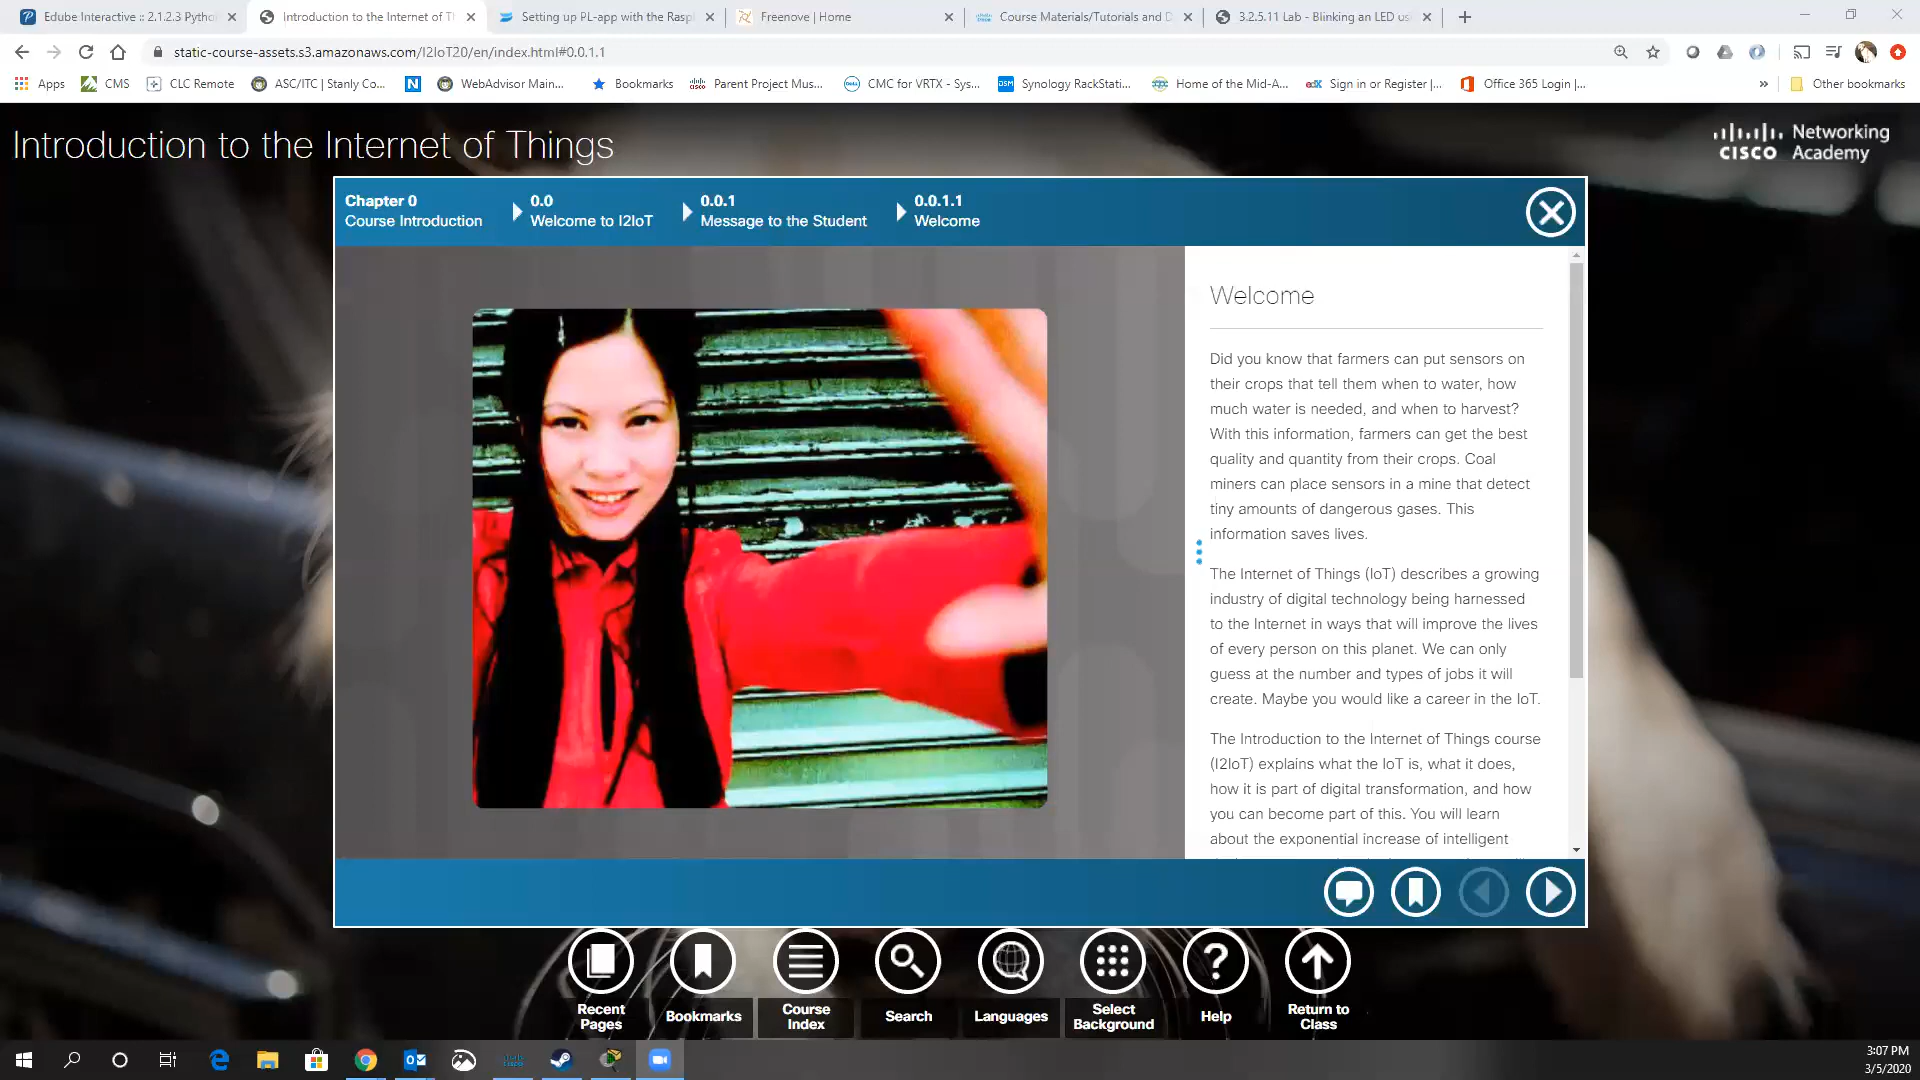 Edube Interactive :: 2.1.2.3 Pytho
Introduction to the Internet of Th
Setting up PL-app with the Rasp
Freenove | Home
Course Materials/Tutorials and D
3.2.5.11 Lab - Blinking an LED us
static-course-assets.s3.amazonaws.com/I2IoT20/en/index.html#0.0.1.1
Apps
CMS
CLC Remote
ASC/ITC | Stanly Co...
N
WebAdvisor Main...
Bookmarks
Parent Project Mus...
CMC for VRTX - Sys...
DSM
Synology RackStati...
Home of the Mid-A...
edX
Sign in or Register |...
Office 365 Login |...
»
Other bookmarks
Introduction to the Internet of Things
CISCO
Networking
Academy
Chapter 0
Course Introduction
0.0
Welcome to I2IoT
0.0.1
Message to the Student
0.0.1.1
Welcome
Welcome
Did you know that farmers can put sensors on
their crops that tell them when to water, how
much water is needed, and when to harvest?
With this information, farmers can get the best
quality and quantity from their crops. Coal
miners can place sensors in a mine that detect
tiny amounts of dangerous gases. This
information saves lives.
The Internet of Things (IoT) describes a growing
industry of digital technology being harnessed
to the Internet in ways that will improve the lives
of every person on this planet. We can only
guess at the number and types of jobs it will
create. Maybe you would like a career in the IoT.
The Introduction to the Internet of Things course
(I2IoT) explains what the IoT is, what it does,
how it is part of digital transformation, and how
you can become part of this. You will learn
about the exponential increase of intelligent
Recent
Pages
Bookmarks
Course
Index
Search
Languages
Select
Background
?
Help
Return to
Class
3:07 PM
3/5/2020